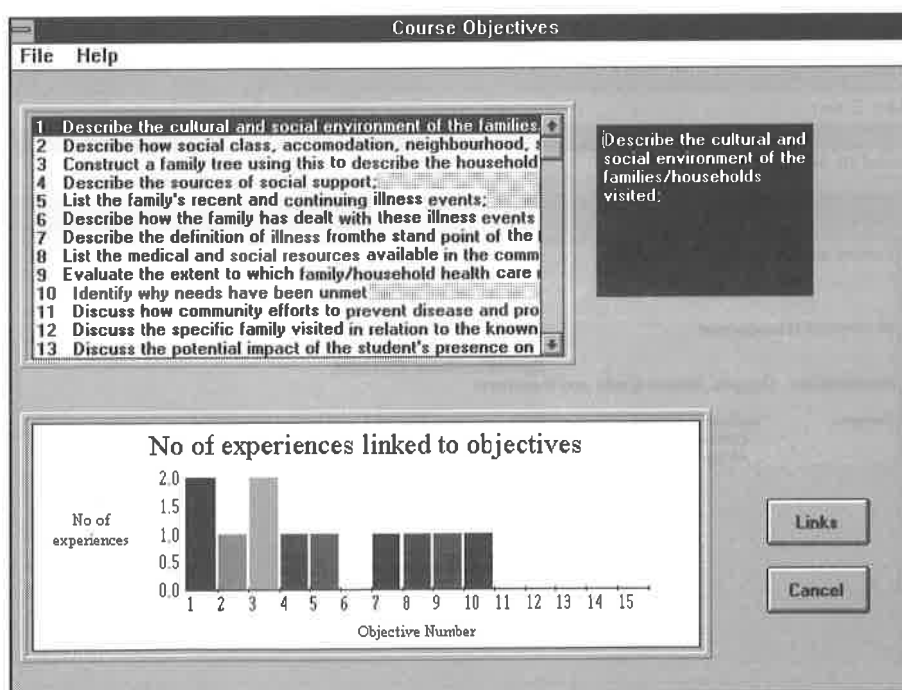 Course Objectives
File Help
1 Describe the cultural and social environment of the families
2 Describe how social class, accomodation, neighbourhood,
3 Construct a family tree using this to describe the household
4 Describe the sources of social support;
5 List the family's recent and continuing illness events;
6 Describe how the family has dealt with these illness events
7 Describe the definition of illness fromthe stand point of the
8 List the medical and social resources available in the comm
9 Evaluate the extent to which family/household health care
10 Identify why needs have been unmet
11 Discuss how community efforts to prevent disease and pro
12 Discuss the specific family visited in relation to the known
13 Discuss the potential impact of the student's presence on
Describe the cultural and
social environment of the
families/households
visited;
No of experiences linked to objectives
2.0
1.5
1.0
0.5
0.0
No of
experiences
1 2 3 4 5 6 7 8 9 10 11 12 13 14 15
Objective Number
Links
Cancel